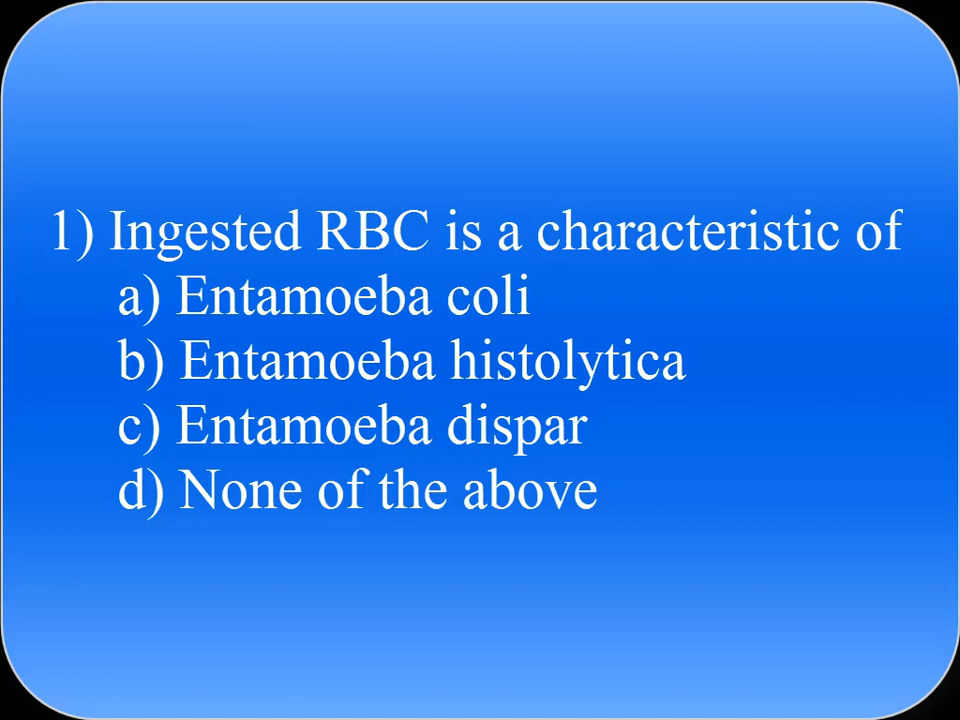 1) Ingested RBC is a characteristic of
a) Entamoeba coli
b) Entamoeba histolytica
c) Entamoeba dispar
d) None of the above